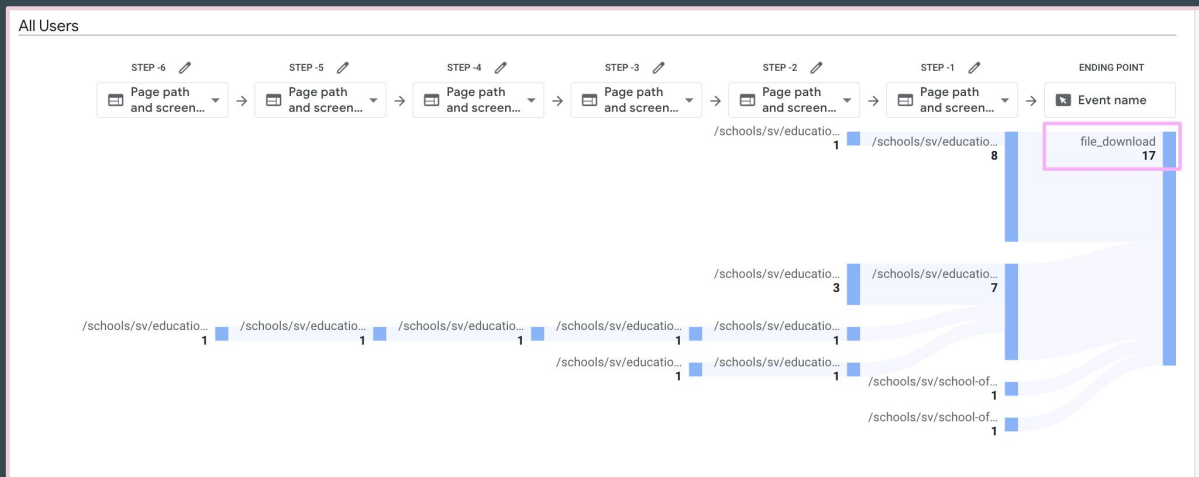 All Users
STEP -6
STEP -5
STEP -4
STEP -3
STEP -2
STEP -1
ENDING POINT
Page path
and screen...
Page path
and screen...
Page path
and screen...
Page path
and screen...
Page path
and screen...
Page path
and screen...
Event name
/schools/sv/educatio...
1
/schools/sv/educatio...
8
file_download
17
/schools/sv/educatio...
3
/schools/sv/educatio...
7
/schools/sv/educatio...
1
/schools/sv/educatio...
1
/schools/sv/educatio...
1
/schools/sv/educatio...
1
/schools/sv/educatio...
1
/schools/sv/educatio...
1
/schools/sv/educatio...
1
/schools/sv/school-of...
1
/schools/sv/school-of...
1